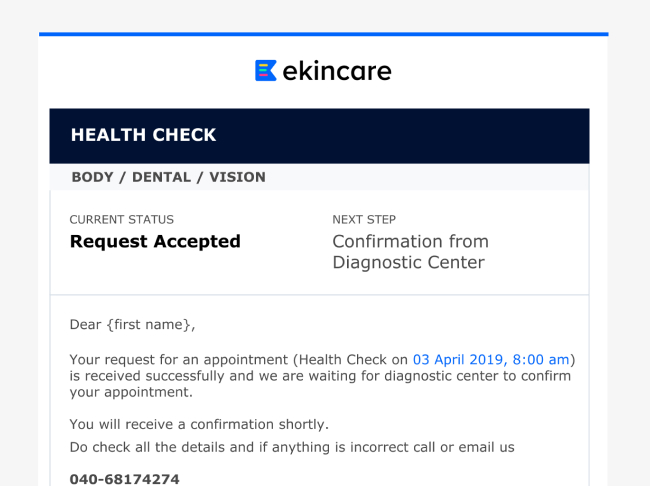 ekincare
HEALTH CHECK
BODY / DENTAL / VISION
CURRENT STATUS
Request Accepted
NEXT STEP
Confirmation from
Diagnostic Center
Dear {first name},
Your request for an appointment (Health Check on 03 April 2019, 8:00 am)
is received successfully and we are waiting for diagnostic center to confirm
your appointment.
You will receive a confirmation shortly.
Do check all the details and if anything is incorrect call or email us
040-68174274